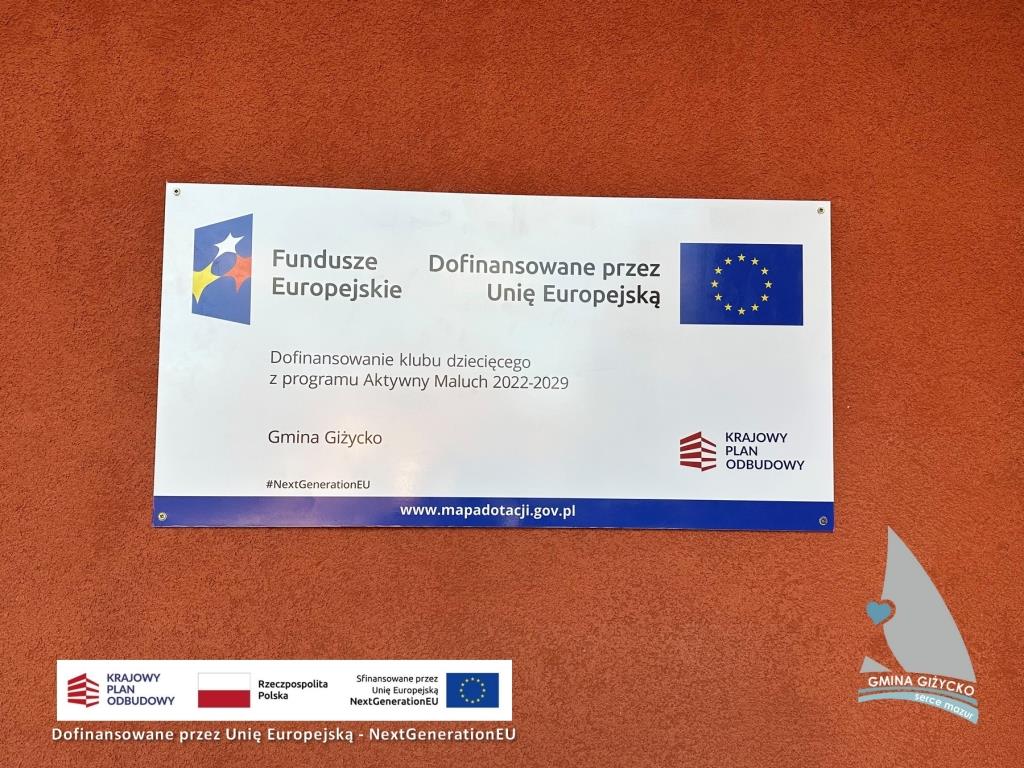 Fundusze
Europejskie
Dofinansowane przez
Unię Europejską
Dofinansowanie klubu dziecięcego
z programu Aktywny Maluch 2022-2029
Gmina Giżycko
KRAJOWY
PLAN
ODBUDOWY
#NextGenerationEU
www.mapadotacji.gov.pl
GMINA GIŻYCKO
serce mazur
KRAJOWY
PLAN
ODBUDOWY
Rzeczpospolita
Polska
Sfinansowane przez
Unię Europejską
NextGenerationEU
Dofinansowane przez Unię Europejską - NextGenerationEU